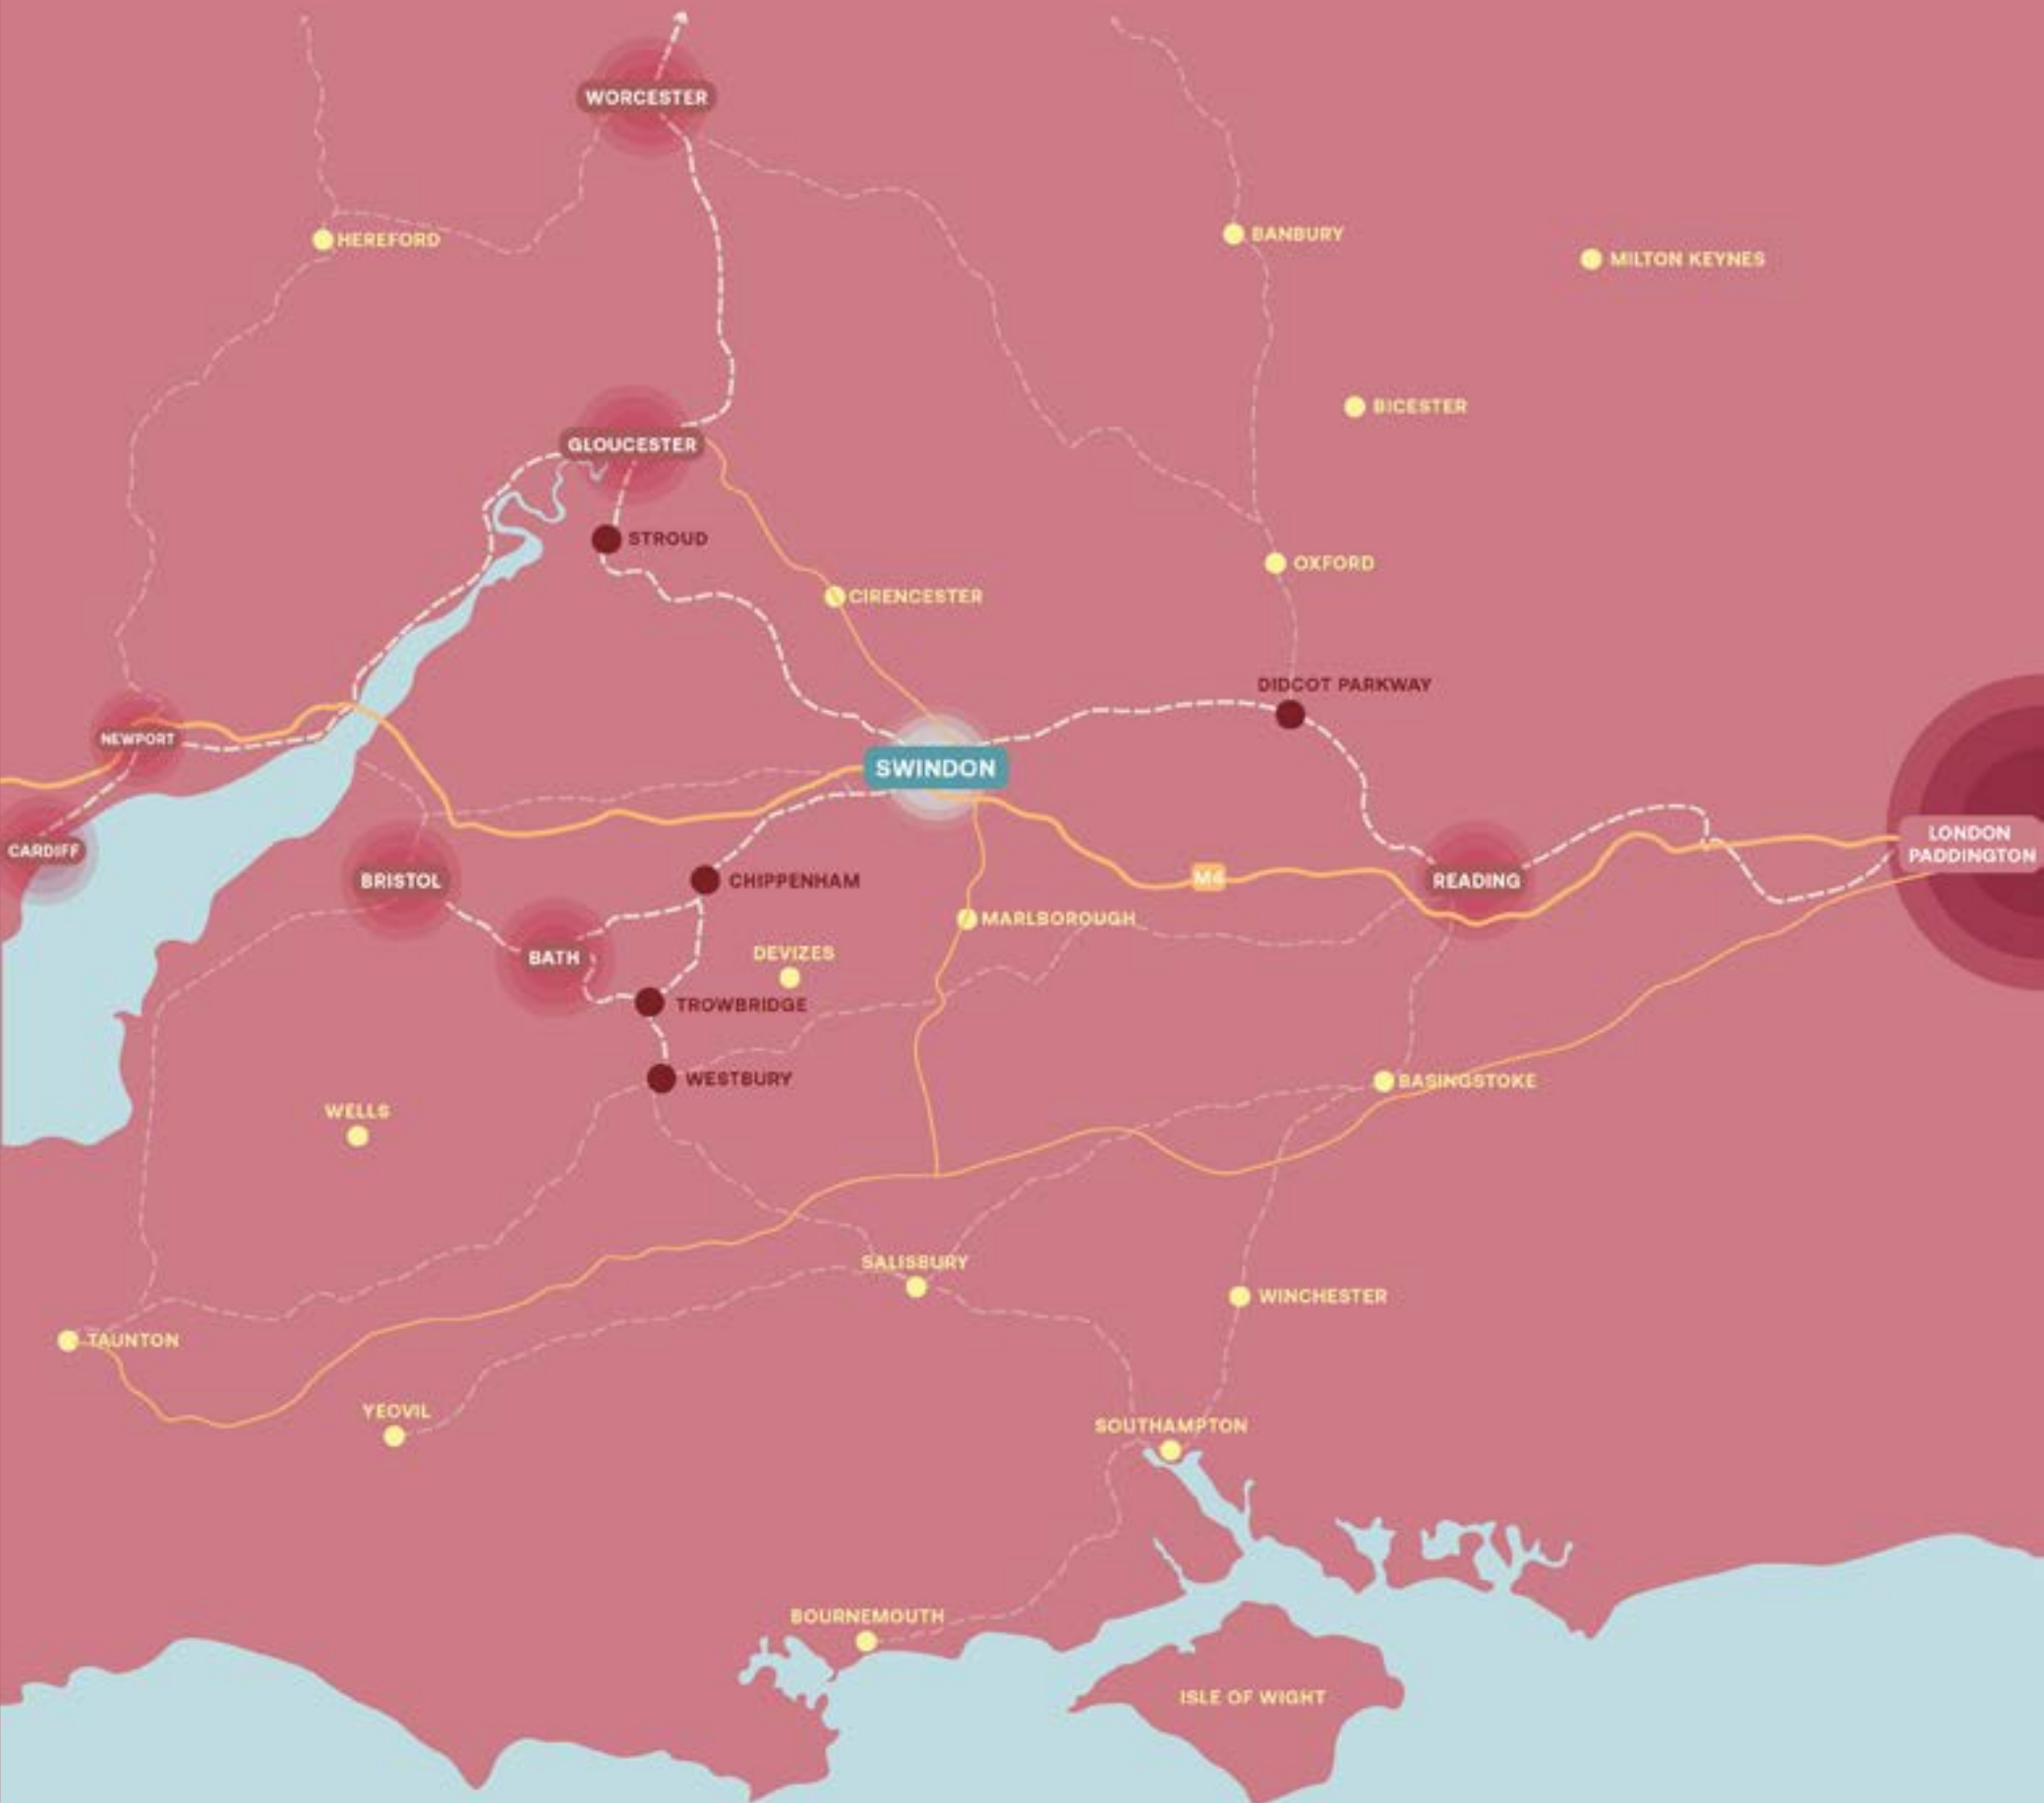 WORCESTER
HEREFORD
BANBURY
MILTON KEYNES
BICESTER
GLOUCESTER
STROUD
OXFORD
CIRENCESTER
DIDCOT PARKWAY
NEWPORT
SWINDON
LONDON
PADDINGTON
CARDIFF
BRISTOL
CHIPPENHAM
M4
READING
MARLBOROUGH
DEVIZES
BATH
TROWBRIDGE
WESTBURY
BASINGSTOKE
WELLS
SALISBURY
WINCHESTER
TAUNTON
YEOVIL
SOUTHAMPTON
BOURNEMOUTH
ISLE OF WIGHT